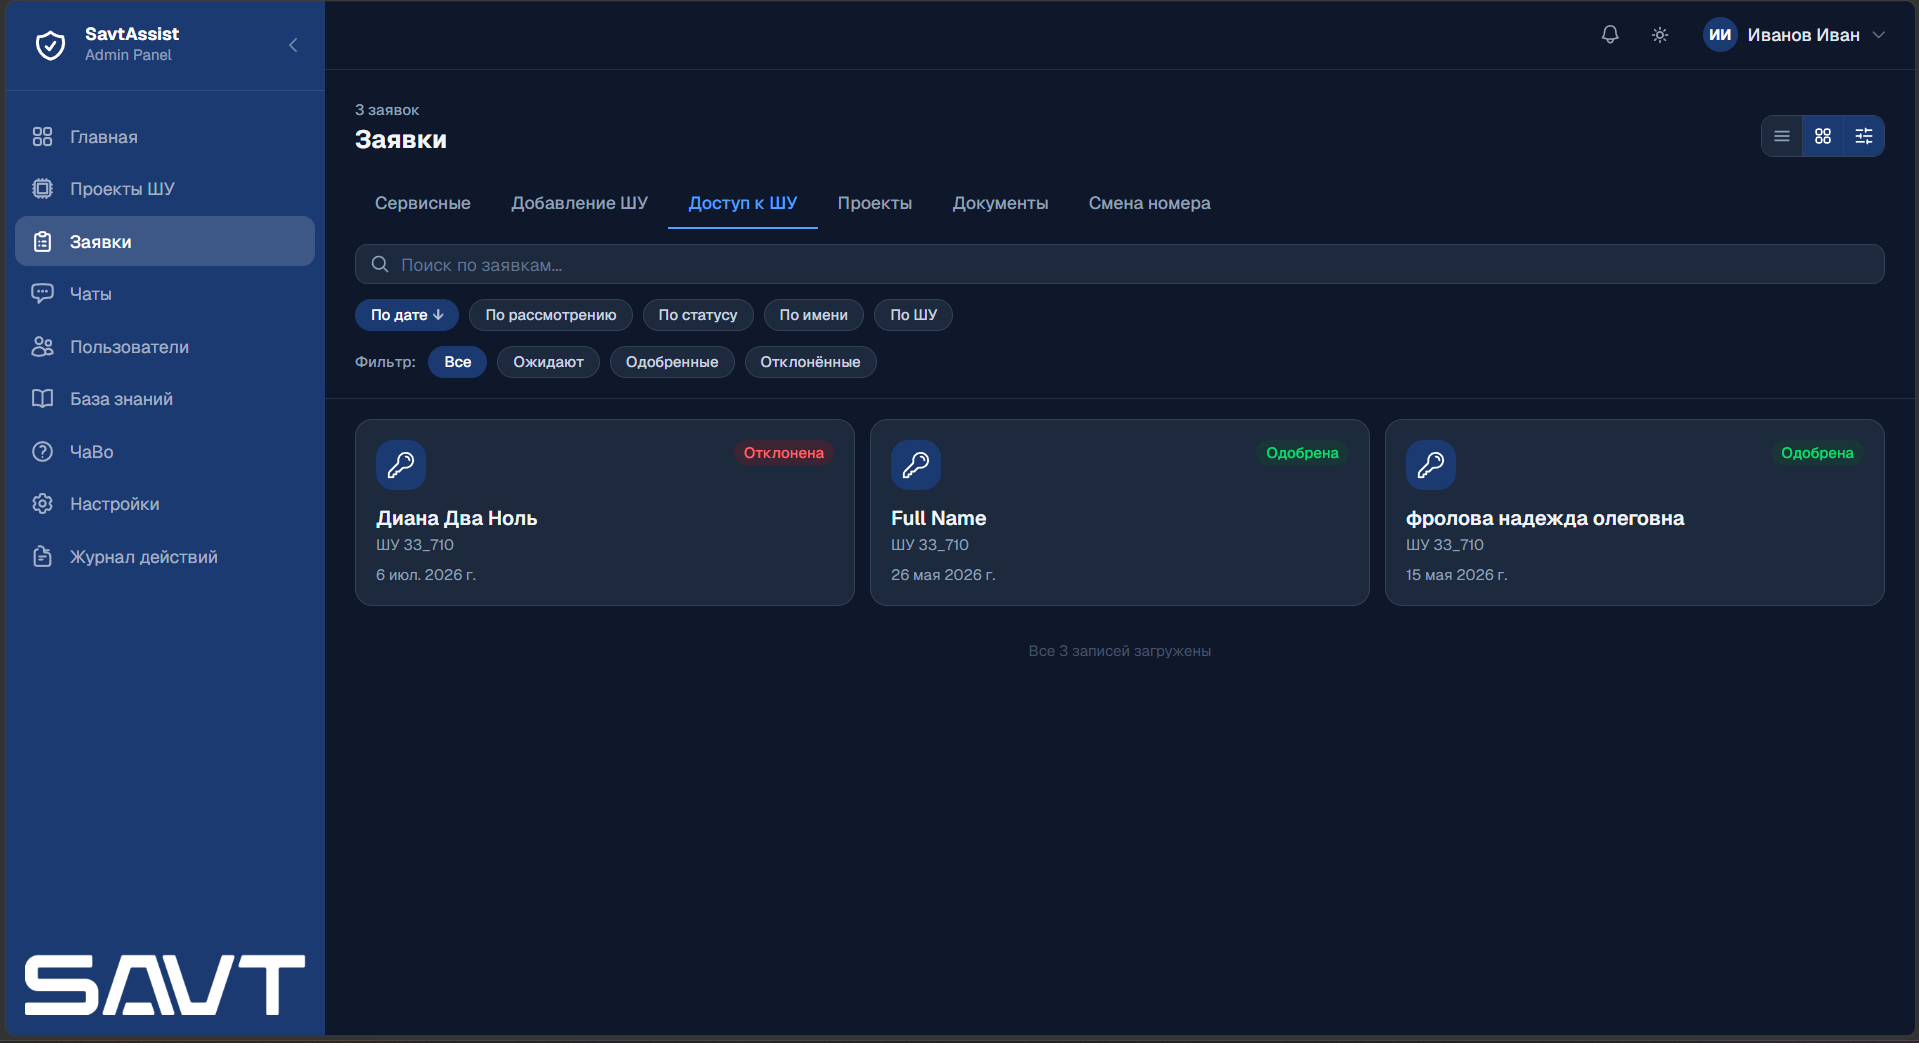 SavtAssist
Admin Panel
ИИ Иванов Иван
Главная
Проекты ШУ
Заявки
Чаты
Пользователи
База знаний
ЧаВо
Настройки
Журнал действий
SAVT
3 заявок
Заявки
Сервисные Добавление ШУ Доступ к ШУ Проекты Документы Смена номера
Поиск по заявкам...
По дате ↓ По рассмотрению По статусу По имени По ШУ
Фильтр: Все Ожидают Одобренные Отклонённые
Отклонена
Диана Два Ноль
ШУ 33_710
6 июл. 2026 г.
Одобрена
Full Name
ШУ 33_710
26 мая 2026 г.
Одобрена
фролова надежда олеговна
ШУ 33_710
15 мая 2026 г.
Все 3 записей загружены